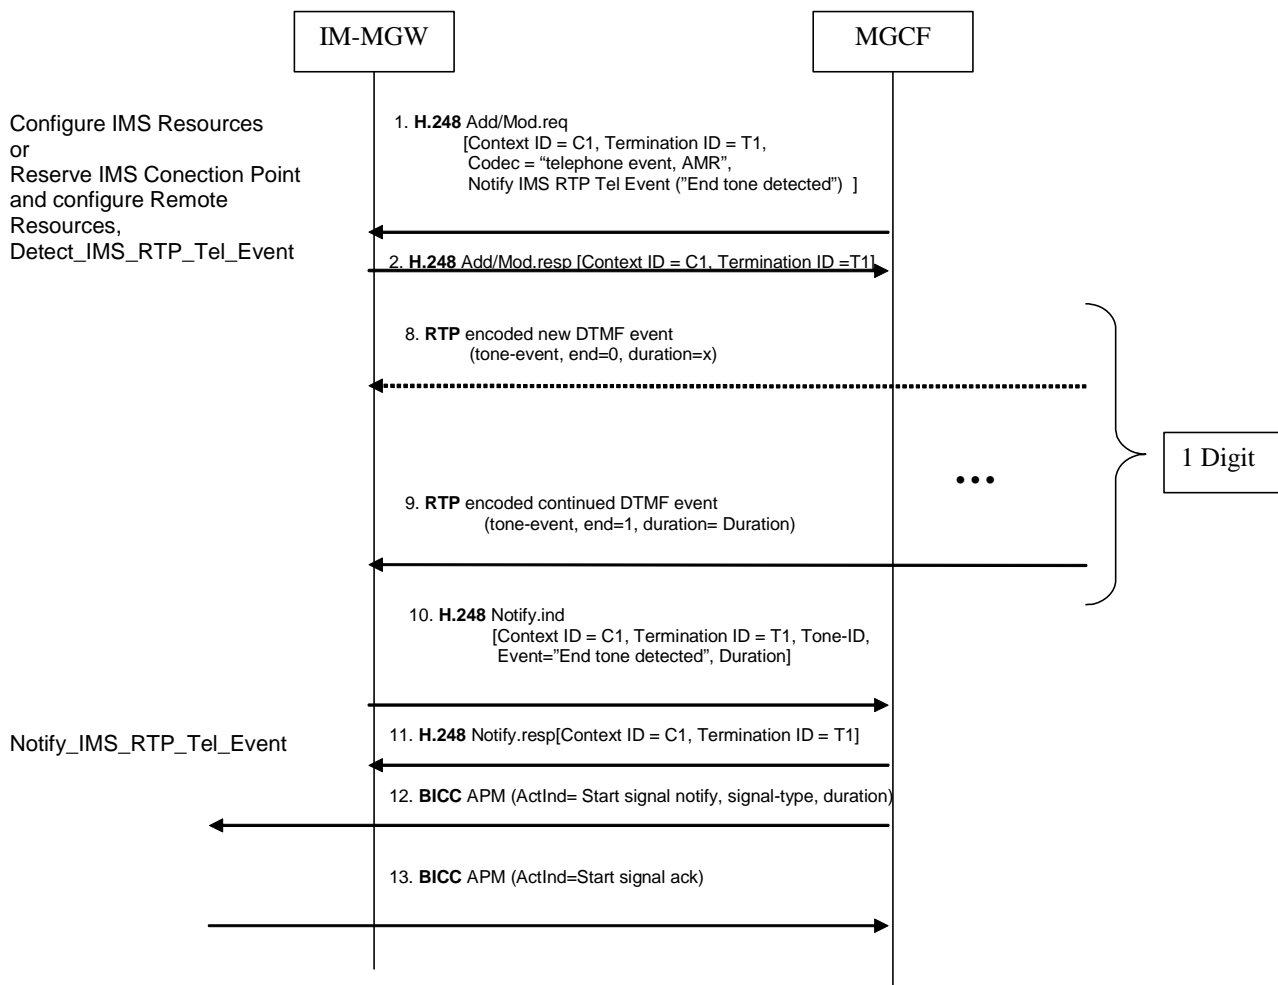 IM-MGW
MGCF
Configure IMS Resources
or
Reserve IMS Conection Point
and configure Remote
Resources,
Detect_IMS_RTP_Tel_Event
1. H.248 Add/Mod.req
[Context ID = C1, Termination ID = T1,
Codec = “telephone event, AMR”,
Notify IMS RTP Tel Event (”End tone detected”) ]
2. H.248 Add/Mod.resp [Context ID = C1, Termination ID =T1]
8. RTP encoded new DTMF event
(tone-event, end=0, duration=x)
1 Digit
...
9. RTP encoded continued DTMF event
(tone-event, end=1, duration= Duration)
10. H.248 Notify.ind
[Context ID = C1, Termination ID = T1, Tone-ID,
Event=”End tone detected”, Duration]
Notify_IMS_RTP_Tel_Event
11. H.248 Notify.resp[Context ID = C1, Termination ID = T1]
12. BICC APM (ActInd= Start signal notify, signal-type, duration)
13. BICC APM (ActInd=Start signal ack)